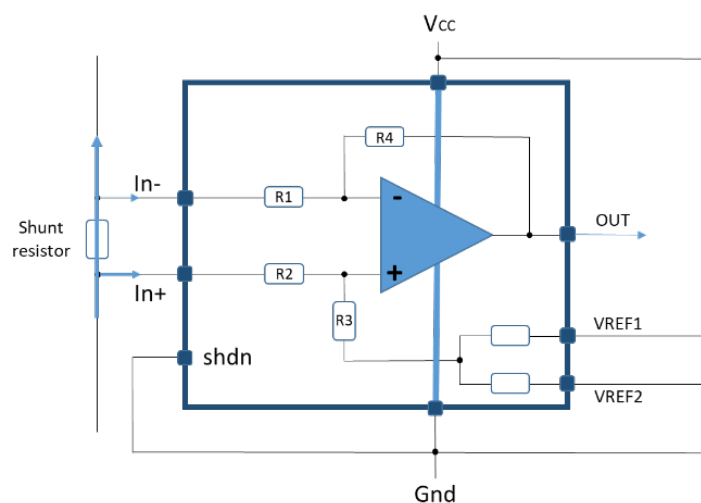 Vcc
R4
In-
R1
-
Shunt
resistor
OUT
R2
+
In+
R3
VREF1
shdn
VREF2
Gnd